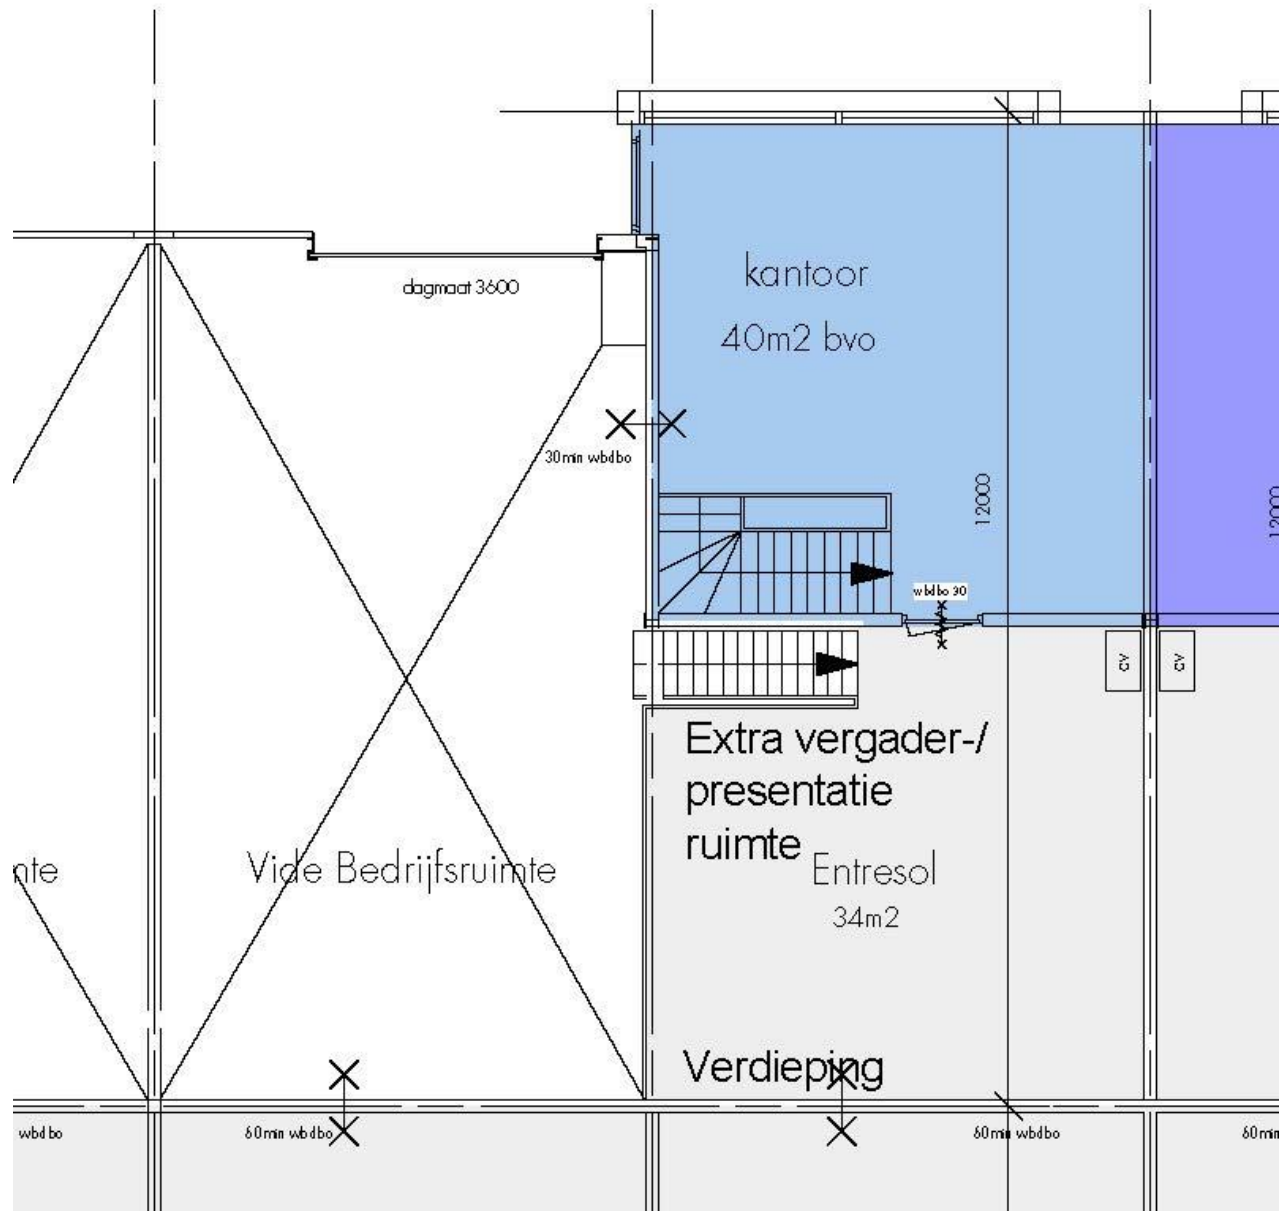 kantoor
40m2 bvo
dagmaat 3600
30min wbdbo
12000
12000
wbdbo 30
CV
CV
Extra vergader-/
presentatie
ruimte
nte
Vide Bedrijfsruimte
Entresol
34m2
Verdieping
wbdbo
60min wbdbo
60min wbdbo
60min